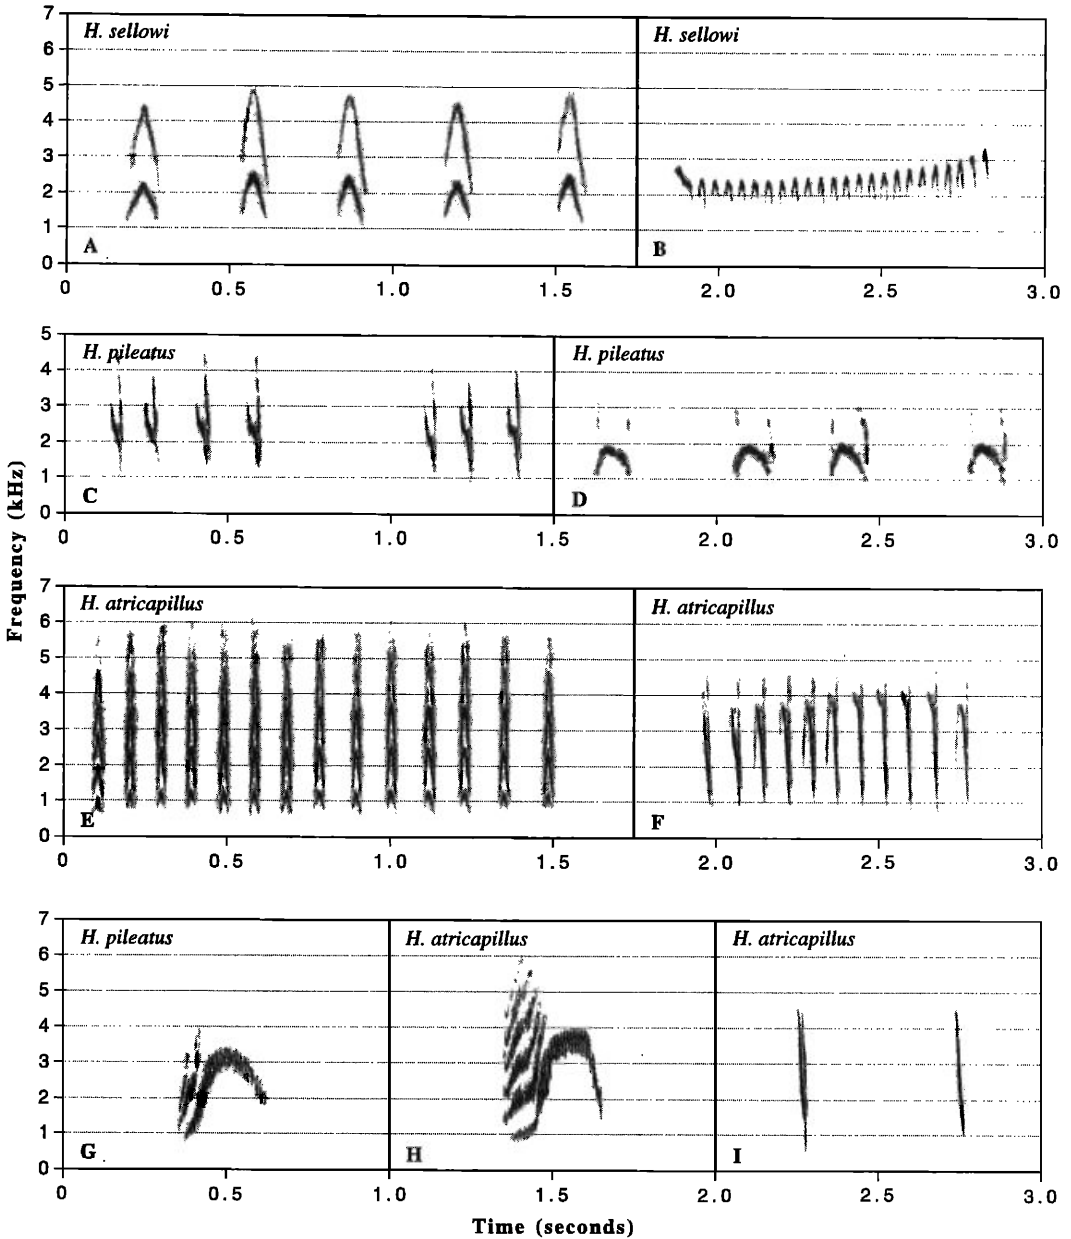 7
6
5
4
3
2
1
0
H. sellowi
H. sellowi
A
B
0 0.5 1.0 1.5 2.0 2.5 3.0
5
4
3
2
1
0
H. pileatus
H. pileatus
C
D
0 0.5 1.0 1.5 2.0 2.5 3.0
Frequency (kHz)
7
6
5
4
3
2
1
0
H. atricapillus
H. atricapillus
E
F
0 0.5 1.0 1.5 2.0 2.5 3.0
7
6
5
4
3
2
1
0
H. pileatus
H. atricapillus
H. atricapillus
G
H
I
0 0.5 1.0 1.5 2.0 2.5 3.0
Time (seconds)